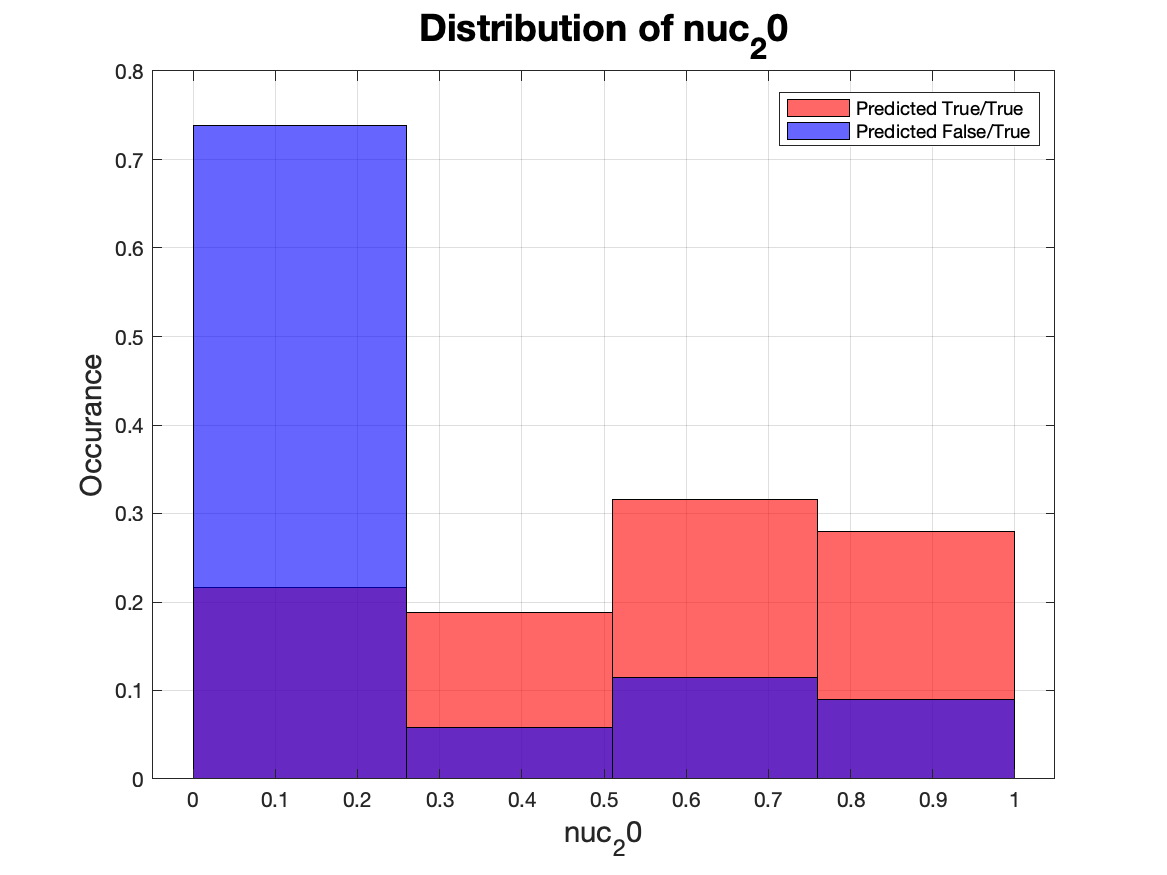 Distribution of nuc₂0
Predicted True/True
Predicted False/True
0.8
0.7
0.6
0.5
0.4
0.3
0.2
0.1
0
Occurance
0 0.1 0.2 0.3 0.4 0.5 0.6 0.7 0.8 0.9 1
nuc₂0